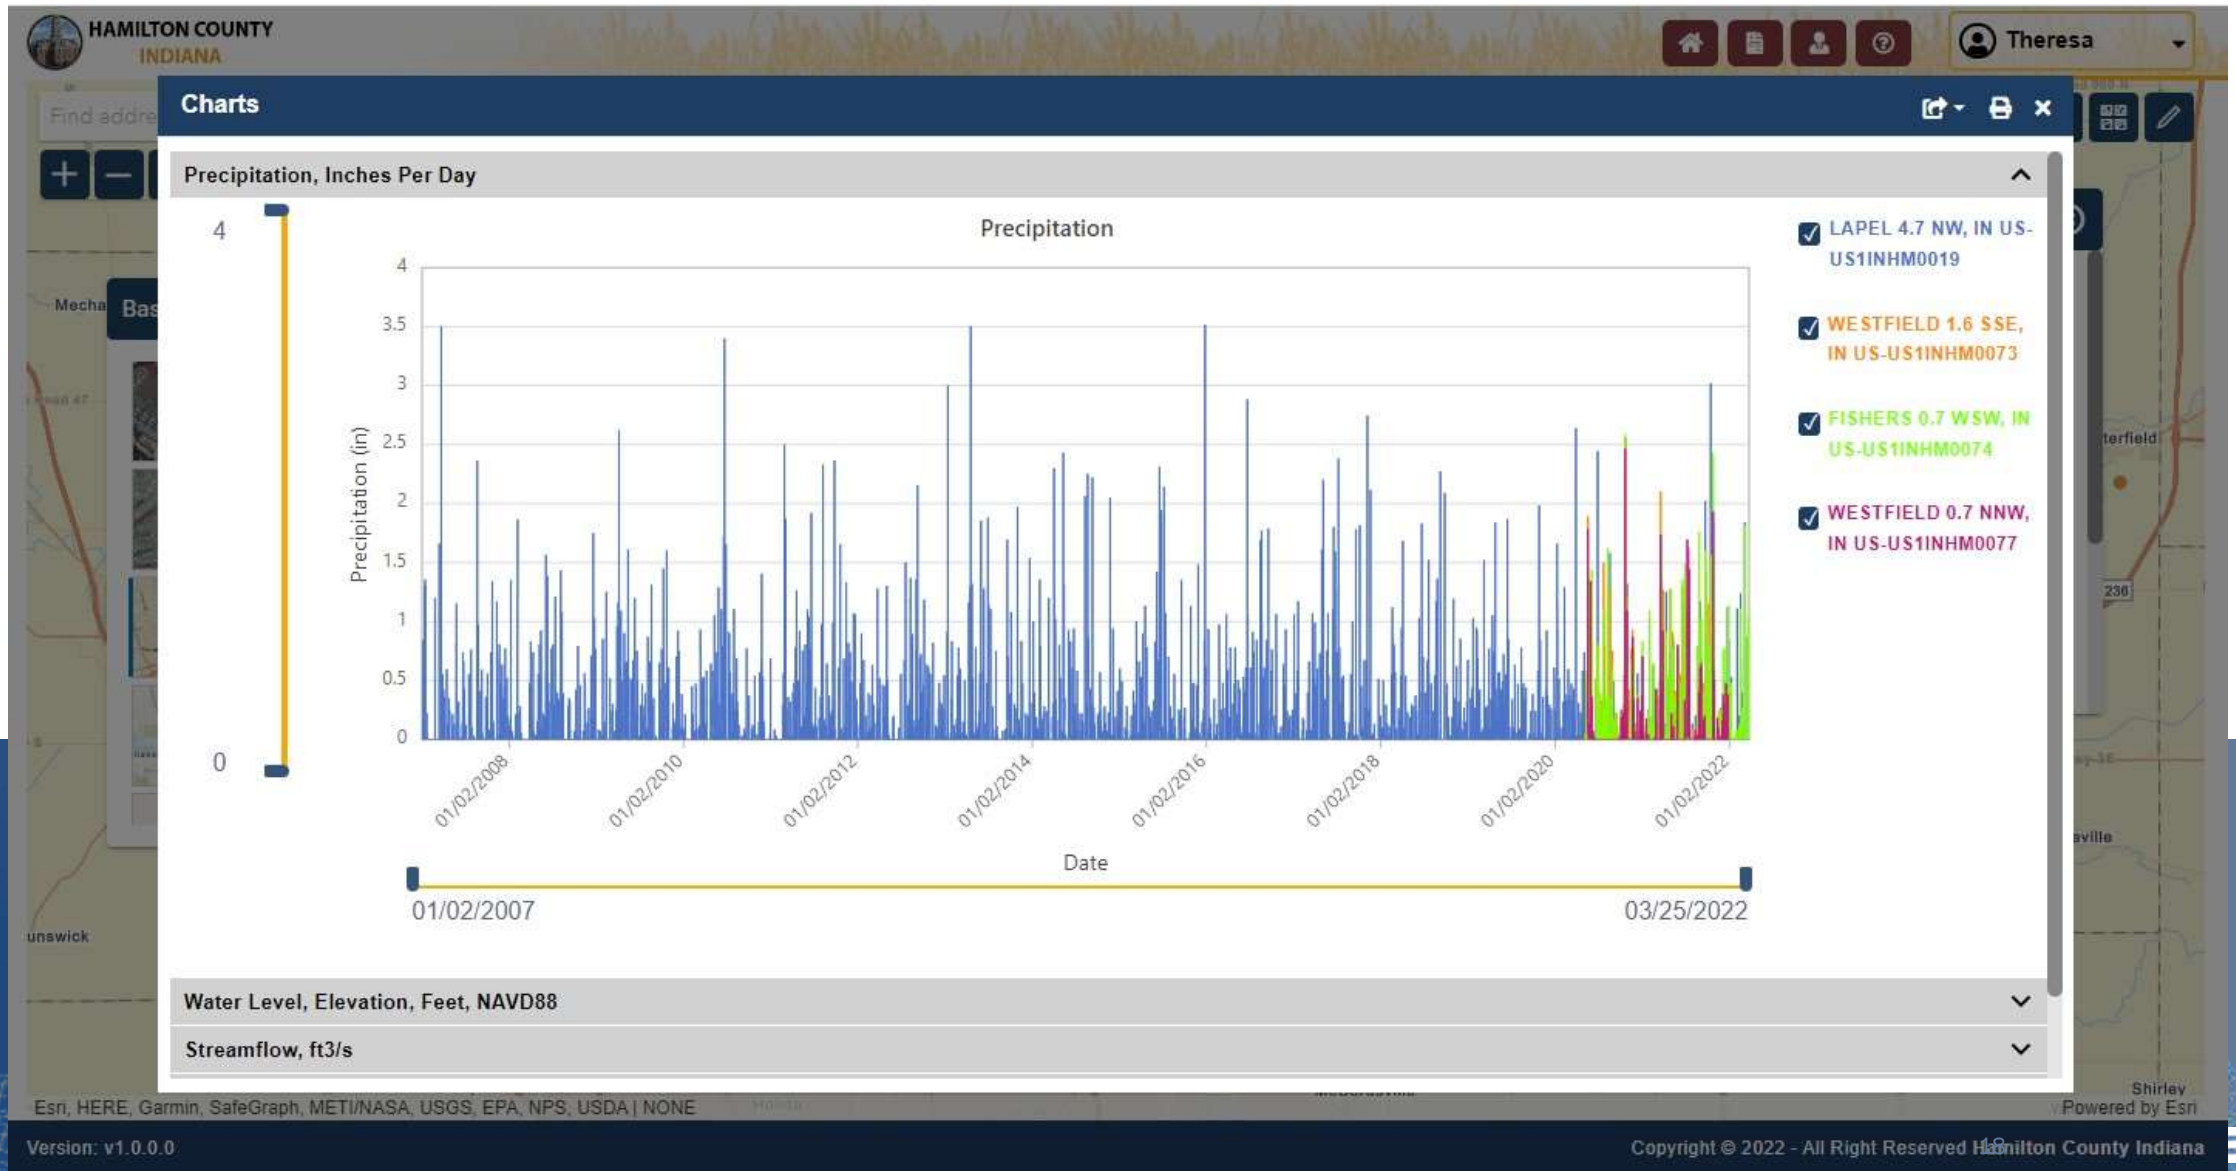 HAMILTON COUNTY
INDIANA
Theresa
Find addre
Charts
Precipitation, Inches Per Day
Mecha
Bas
4
0
Precipitation
Precipitation (in)
4
3.5
3
2.5
2
1.5
1
0.5
0
01/02/2008
01/02/2010
01/02/2012
01/02/2014
01/02/2016
01/02/2018
01/02/2020
01/02/2022
Date
01/02/2007
03/25/2022
LAPEL 4.7 NW, IN US-
US1INHM0019
WESTFIELD 1.6 SSE,
IN US-US1INHM0073
FISHERS 0.7 WSW, IN
US-US1INHM0074
WESTFIELD 0.7 NNW,
IN US-US1INHM0077
terfield
236
aville
unswick
Water Level, Elevation, Feet, NAVD88
Streamflow, ft3/s
Shirley
Esri, HERE, Garmin, SafeGraph, METI/NASA, USGS, EPA, NPS, USDA | NONE
Powered by Esri
Version: v1.0.0.0
Copyright © 2022 - All Right Reserved Hamilton County Indiana
18